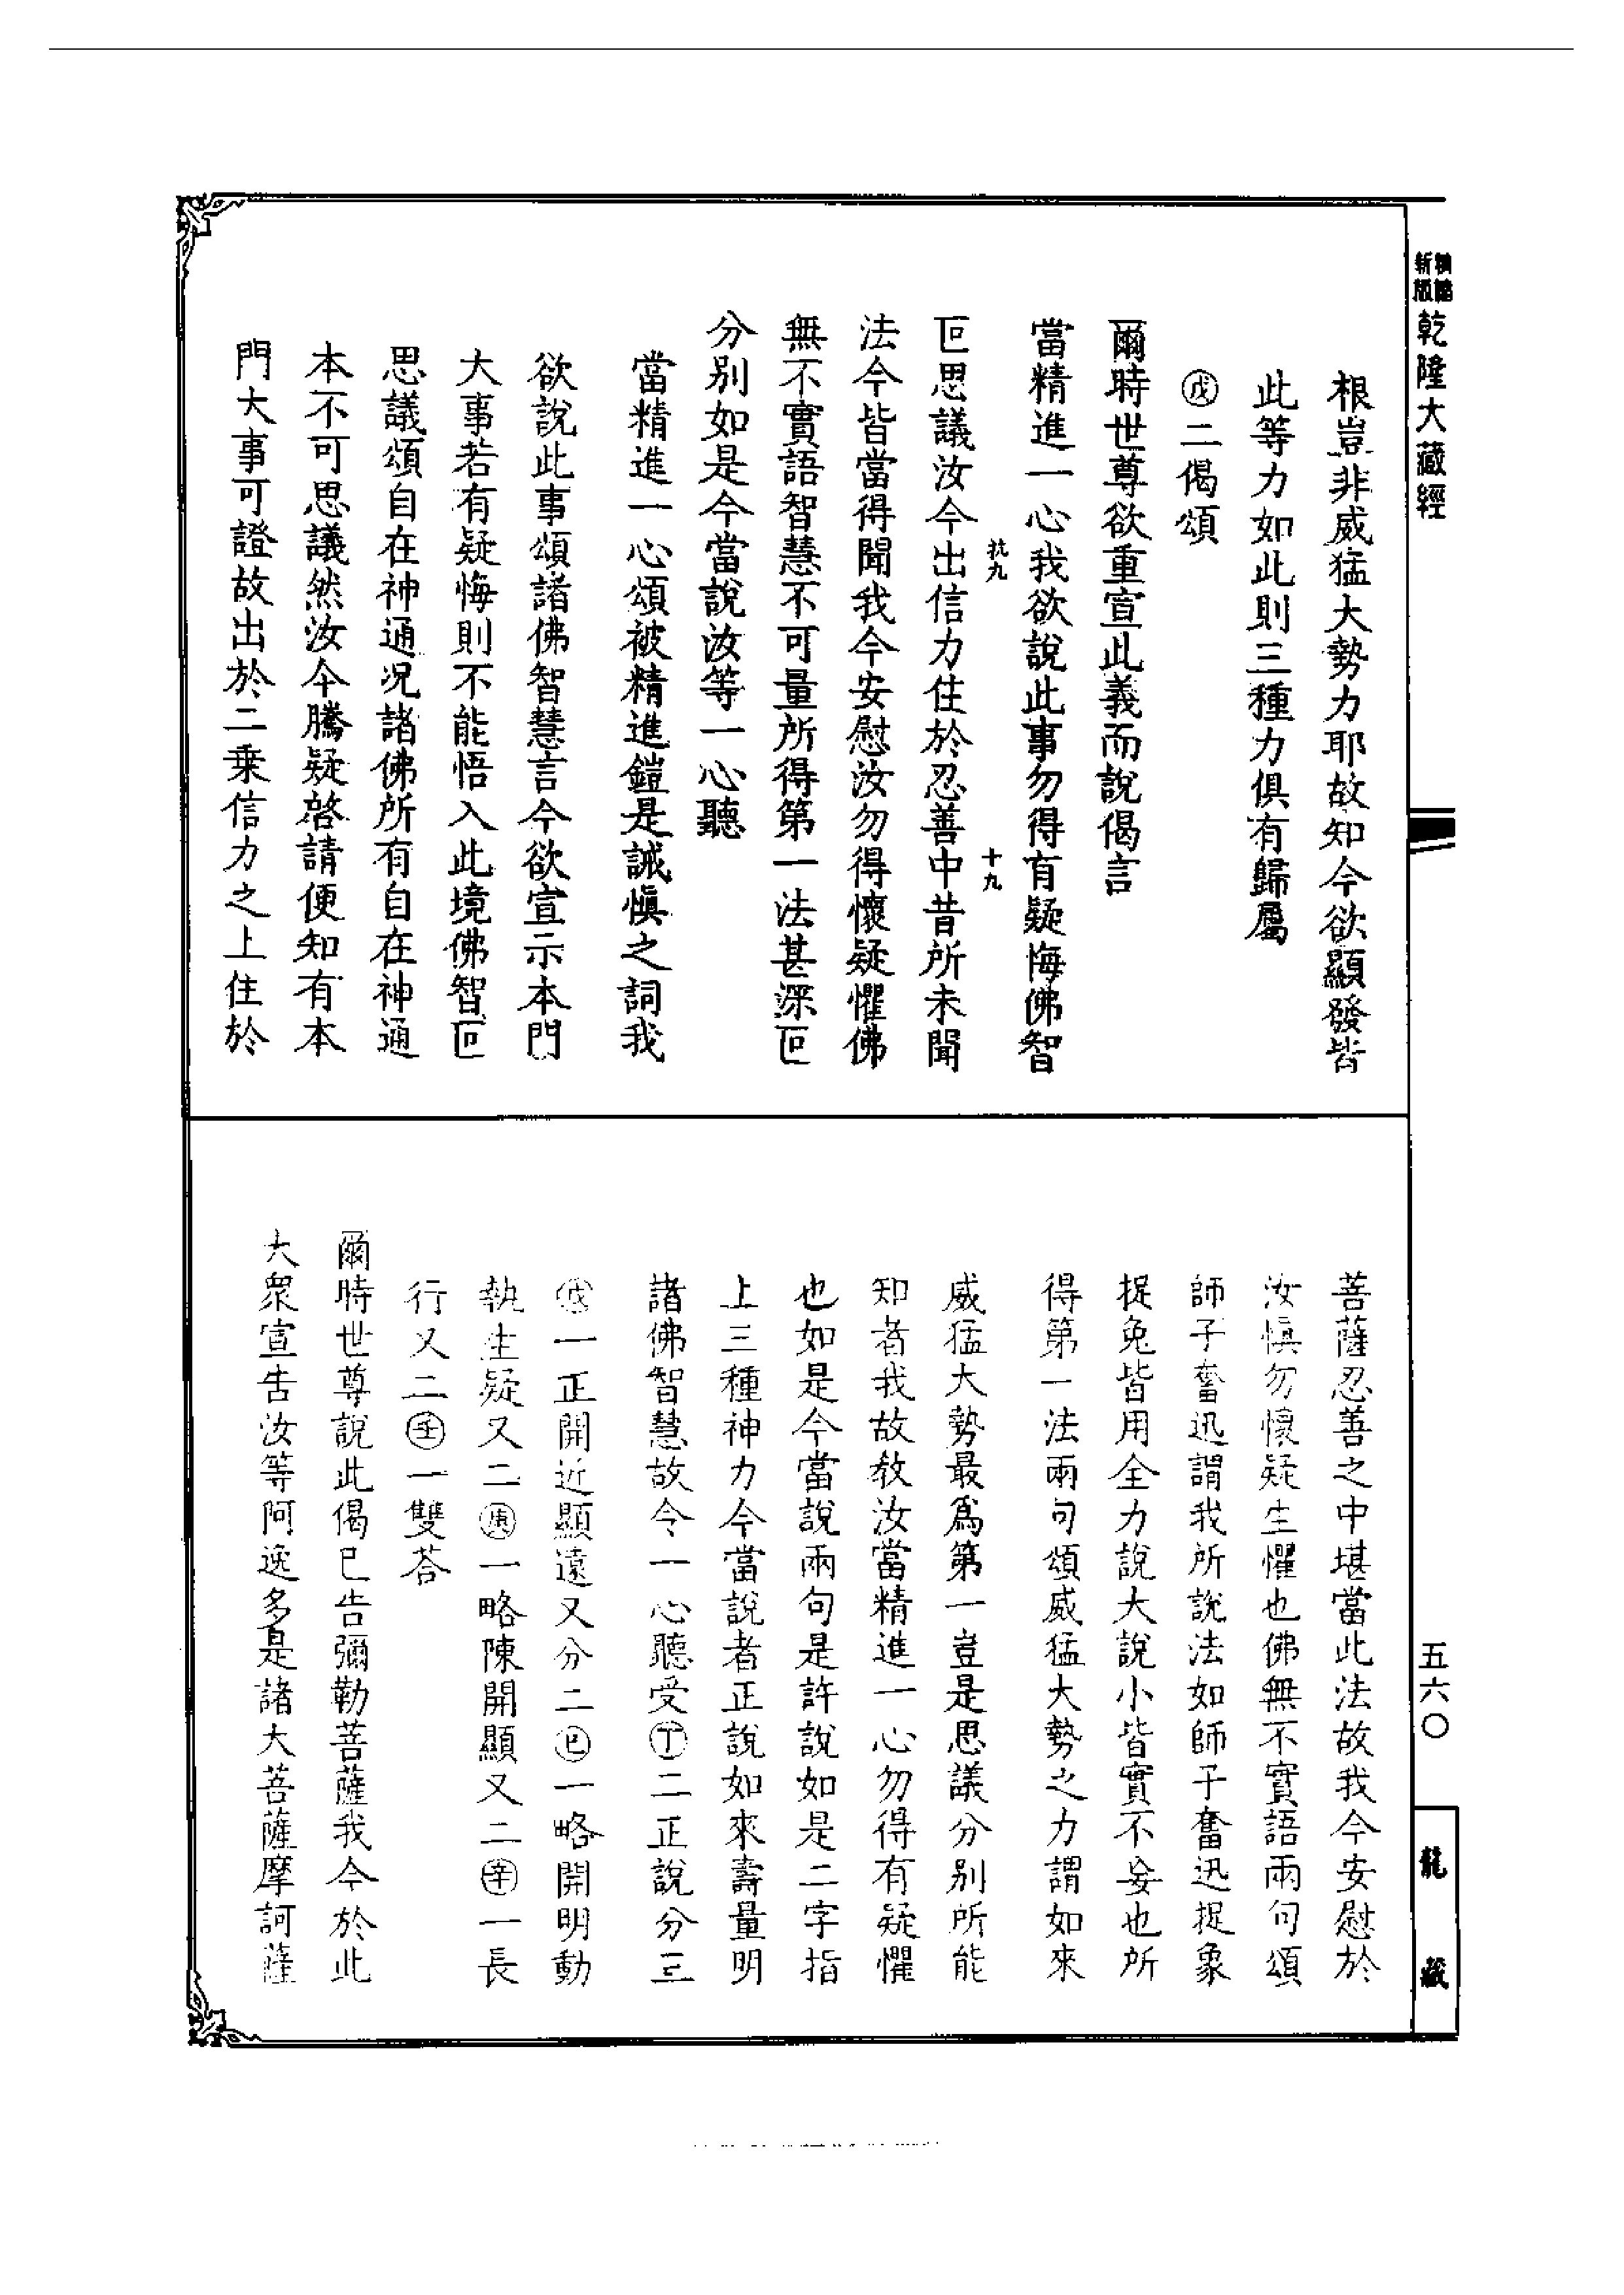 新版
乾隆大藏經
根豈非威猛大勢力耶故知今欲顯發皆
此等力如此則三種力俱有歸屬
㊄二偈頌
爾時世尊欲重宣此義而說偈言
當精進一心我欲說此事勿得有疑悔佛智
叵思議汝今出信力住於忍善中昔所未聞
法今皆當得聞我今安慰汝勿得懷疑懼佛
無不實語智慧不可量所得第一法甚深叵
分別如是今當說汝等一心聽
當精進一心頌被精進鎧是誡慎之詞我
欲說此事頌諸佛智慧言今欲宣示本門
大事若有疑悔則不能悟入此境佛智叵
思議頌自在神通況諸佛所有自在神通
本不可思議然汝今騰疑啓請便知有本
門大事可證故出於二乗信力之上住於
十九
菩薩忍善之中堪當此法故我今安慰於
汝慎勿懷疑生懼也佛無不實語兩句頌
師子奮迅謂我所說法如師子奮迅捉象
捉兔皆用全力說大說小皆實不妄也所
得第一法兩句頌威猛大勢之力謂如來
威猛大勢最爲第一豈是思議分別所能
知者我故教汝當精進一心勿得有疑懼
也如是今當說兩句是許說如是二字指
上三種神力今當說者正說如來壽量明
諸佛智慧故令一心聽受丁二正說分三
戊一正開近顯遠又分二巳一略開明動
執生疑又二庚一略陳開顯又二辛一長
行又二壬一雙荅
爾時世尊說此偈已告彌勒菩薩我今於此
大衆宣告汝等阿逸多是諸大菩薩摩訶薩
五六〇
龍藏